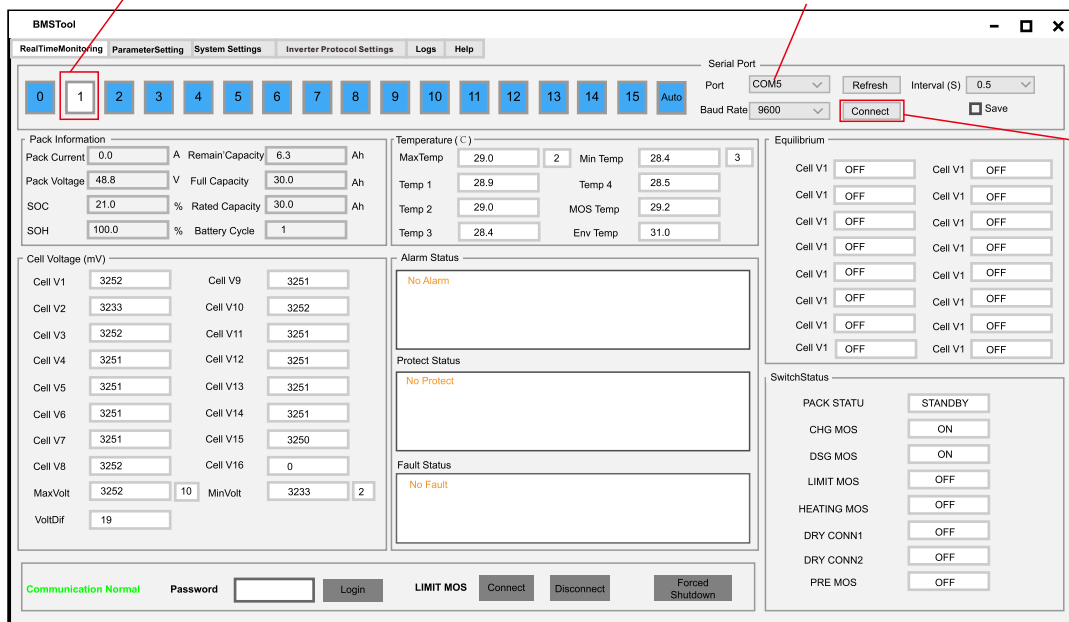 BMSTool
RealTimeMonitoring ParameterSetting System Settings Inverter Protocol Settings Logs Help
Serial Port
0 1 2 3 4 5 6 7 8 9 10 11 12 13 14 15 Auto
Port COM5 Refresh Interval (S) 0.5
Baud Rate 9600 Connect Save
Pack Information
Pack Current 0.0 A Remain'Capacity 6.3 Ah
Pack Voltage 48.8 V Full Capacity 30.0 Ah
SOC 21.0 % Rated Capacity 30.0 Ah
SOH 100.0 % Battery Cycle 1
Temperature (C)
MaxTemp 29.0 2 Min Temp 28.4 3
Temp 1 28.9 Temp 4 28.5
Temp 2 29.0 MOS Temp 29.2
Temp 3 28.4 Env Temp 31.0
Equilibrium
Cell V1 OFF Cell V1 OFF
Cell V1 OFF Cell V1 OFF
Cell V1 OFF Cell V1 OFF
Cell V1 OFF Cell V1 OFF
Cell V1 OFF Cell V1 OFF
Cell V1 OFF Cell V1 OFF
Cell V1 OFF Cell V1 OFF
Cell V1 OFF Cell V1 OFF
Cell Voltage (mV)
Cell V1 3252 Cell V9 3251
Cell V2 3233 Cell V10 3252
Cell V3 3252 Cell V11 3251
Cell V4 3251 Cell V12 3251
Cell V5 3251 Cell V13 3251
Cell V6 3251 Cell V14 3251
Cell V7 3251 Cell V15 3250
Cell V8 3252 Cell V16 0
MaxVolt 3252 10 MinVolt 3233 2
VoltDif 19
Alarm Status
No Alarm
Protect Status
No Protect
Fault Status
No Fault
SwitchStatus
PACK STATU STANDBY
CHG MOS ON
DSG MOS ON
LIMIT MOS OFF
HEATING MOS OFF
DRY CONN1 OFF
DRY CONN2 OFF
PRE MOS OFF
Communication Normal Password Login LIMIT MOS Connect Disconnect Forced
Shutdown